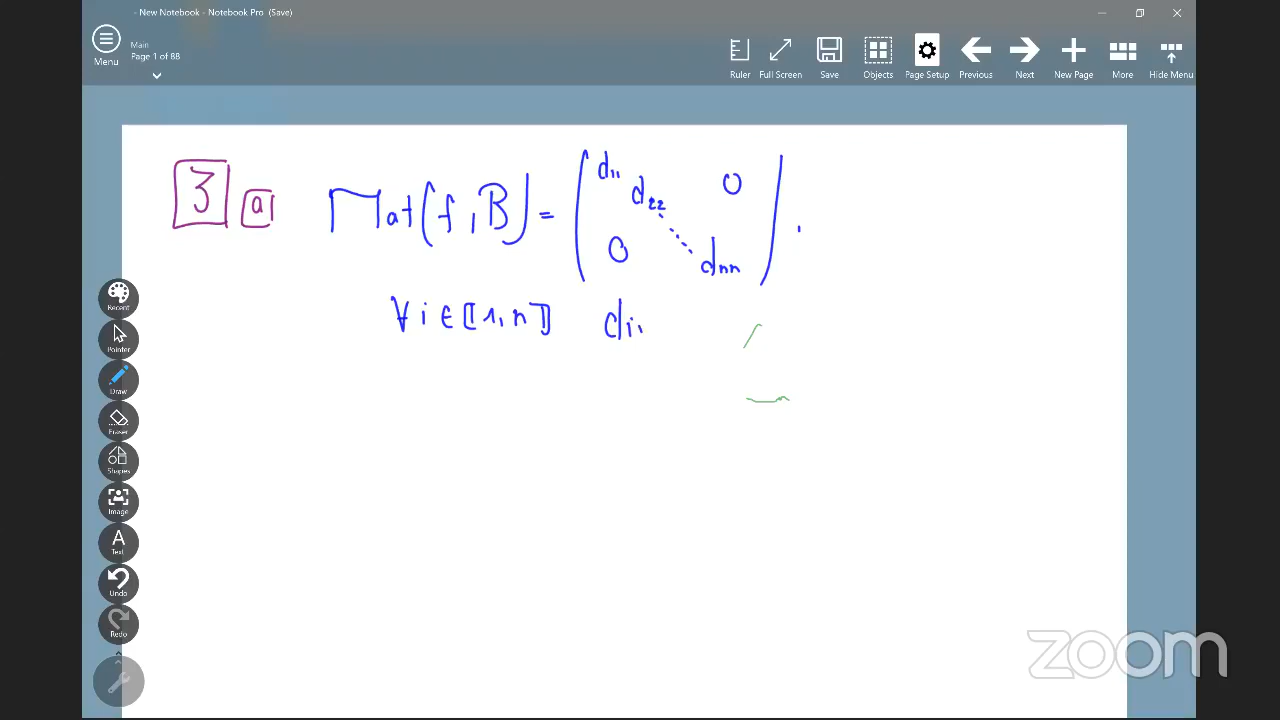 - New Notebook - Notebook Pro (Save)
Menu
Main
Page 1 of 88
Ruler
Full Screen
Save
Objects
Page Setup
Previous
Next
New Page
More
Hide Menu
3 a Mat(f, B) = ( d₁₁ d₂₂ ⋱ dₙₙ 0 0 ).
∀ i ∈ ⟦1, n⟧ di,
Recent
Pointer
Draw
Eraser
Shapes
Image
A
Text
Undo
Redo
zoom